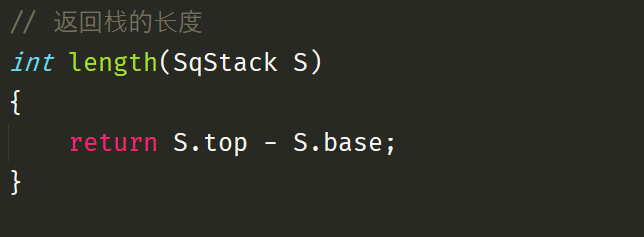 // 返回栈的长度
int length(SqStack S)
{
    return S.top - S.base;
}